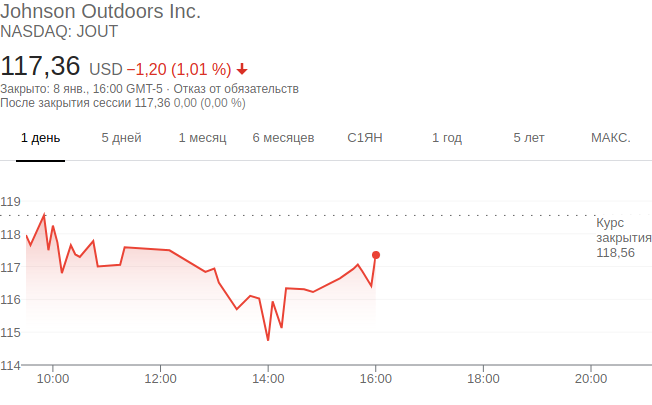 Johnson Outdoors Inc.
NASDAQ: JOUT
117,36 USD −1,20 (1,01 %)
Закрыто: 8 янв., 16:00 GMT-5 · Отказ от обязательств
После закрытия сессии 117,36 0,00 (0,00 %)
1 день 5 дней 1 месяц 6 месяцев С1ЯН 1 год 5 лет МАКС.
119
118
117
116
115
114
Курс
закрытия
118,56
10:00 12:00 14:00 16:00 18:00 20:00